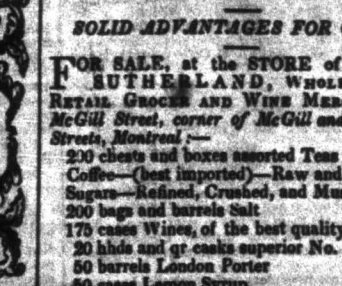 SOLID ADVANTAGES FOR
FOR SALE, at the STORE of
SUTHERLAND, WHOL
RETAIL GROCER AND WINE MER
McGill Street, corner of McGill and
Streets, Montreal :—
200 chests and boxes assorted Teas
Coffee—(best imported)—Raw and
Sugars—Refined, Crushed, and Mu
200 bags and barrels Salt
175 cases Wines, of the best quality
20 hhds and qr casks superior No.
50 barrels London Porter